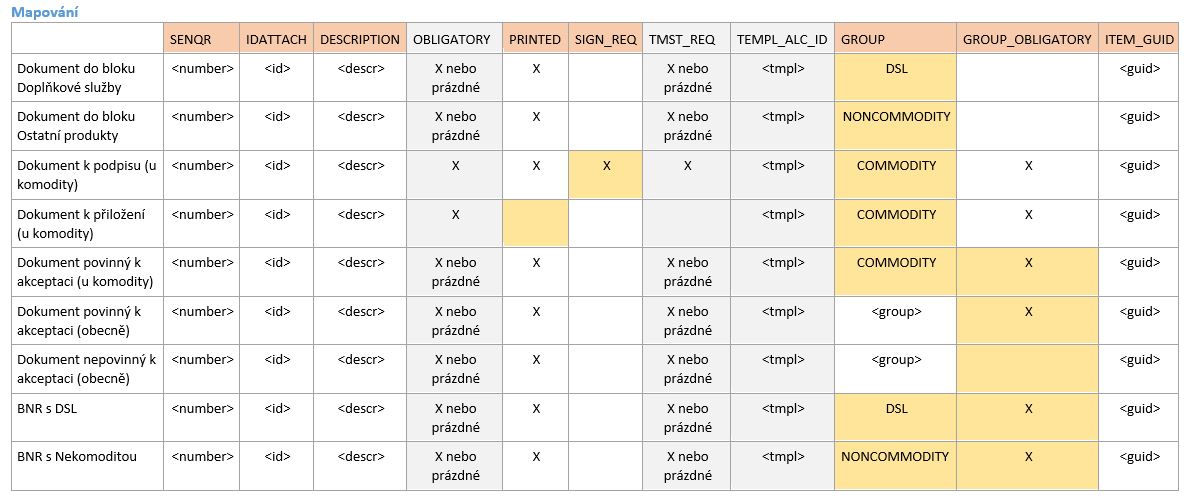 Mapování
SENQR IDATTACH DESCRIPTION OBLIGATORY PRINTED SIGN_REQ TMST_REQ TEMPL_ALC_ID GROUP GROUP_OBLIGATORY ITEM_GUID
Dokument do bloku <number> <id> <descr> X nebo X X nebo <tmpl> DSL <guid>
Doplňkové služby prázdné prázdné
Dokument do bloku <number> <id> <descr> X nebo X X nebo <tmpl> NONCOMMODITY <guid>
Ostatní produkty prázdné prázdné
Dokument k podpisu (u <number> <id> <descr> X X X X <tmpl> COMMODITY X <guid>
komodity)
Dokument k přiložení <number> <id> <descr> X <tmpl> COMMODITY X <guid>
(u komodity)
Dokument povinný k <number> <id> <descr> X nebo X X nebo <tmpl> COMMODITY X <guid>
akceptaci (u komodity) prázdné prázdné
Dokument povinný k <number> <id> <descr> X nebo X X nebo <tmpl> <group> X <guid>
akceptaci (obecně) prázdné prázdné
Dokument nepovinný k <number> <id> <descr> X nebo X X nebo <tmpl> <group> <guid>
akceptaci (obecně) prázdné prázdné
BNR s DSL <number> <id> <descr> X nebo X X nebo <tmpl> DSL X <guid>
prázdné prázdné
BNR s Nekomoditou <number> <id> <descr> X nebo X X nebo <tmpl> NONCOMMODITY X <guid>
prázdné prázdné